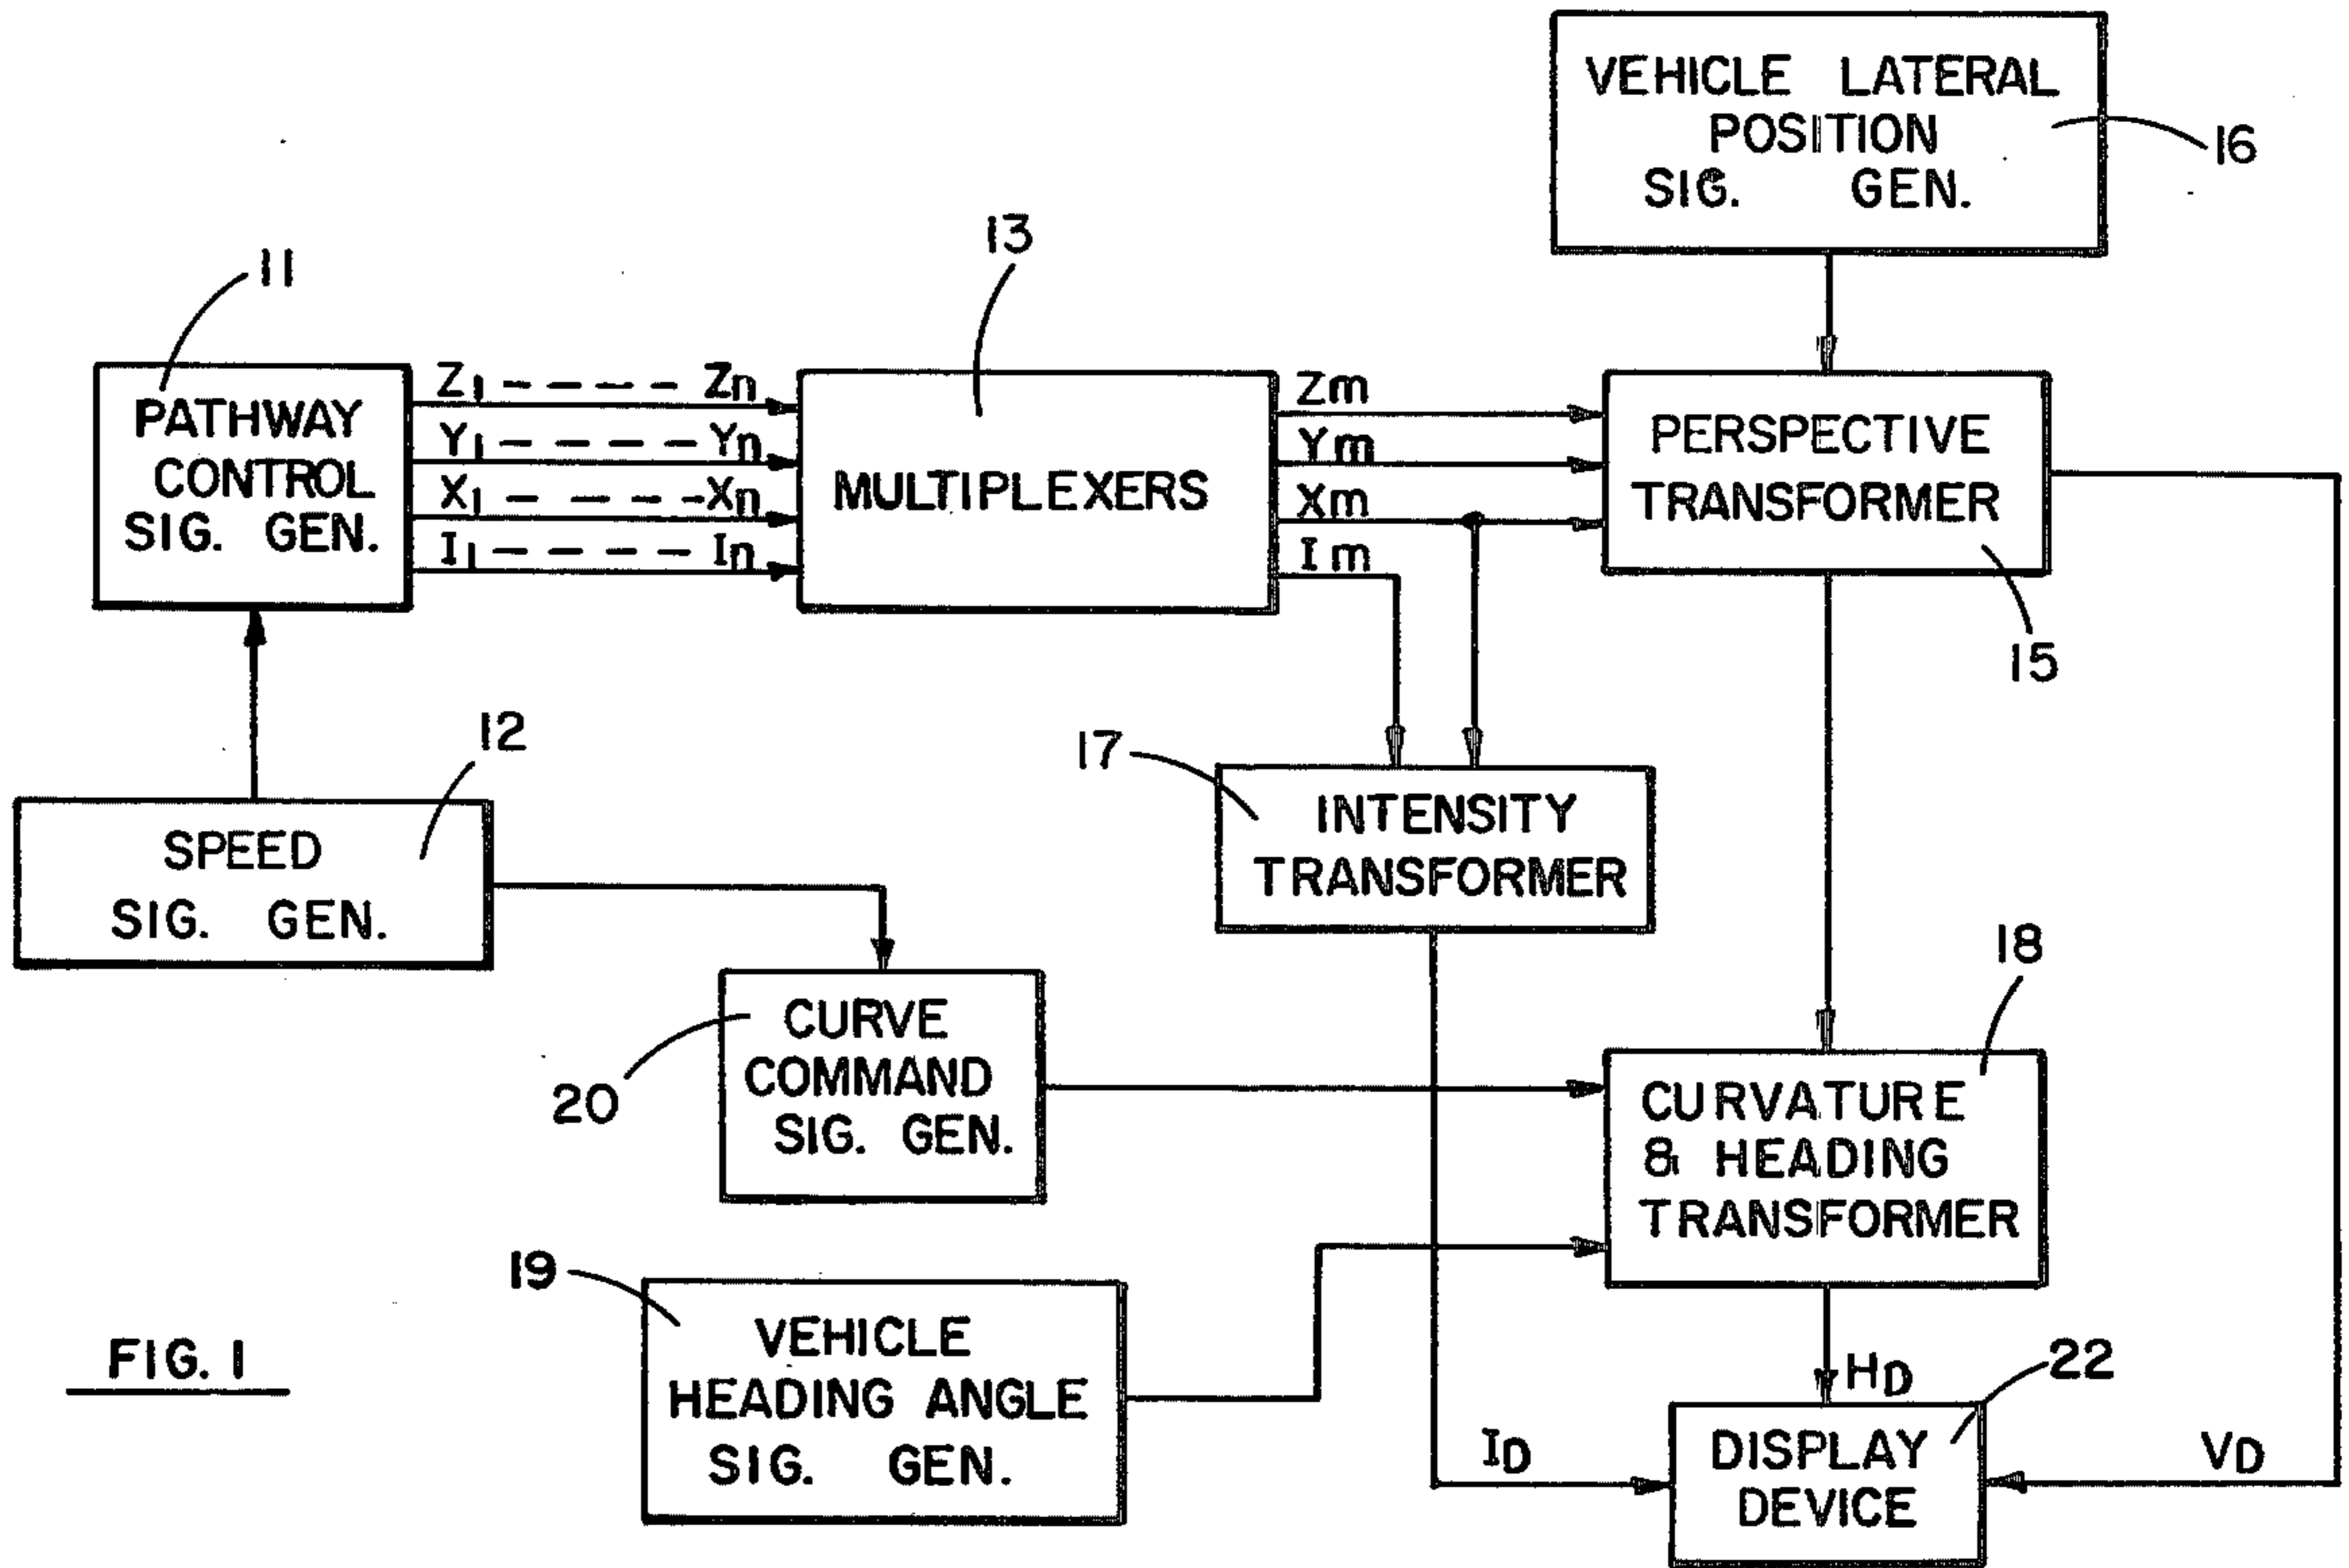 VEHICLE LATERAL
POSITION
SIG. GEN.
16
13
11
Z1 - - - - Zn
Y1 - - - - Yn
X1 - - - - Xn
I1 - - - - In
PATHWAY
CONTROL
SIG. GEN.
MULTIPLEXERS
Zm
Ym
Xm
Im
PERSPECTIVE
TRANSFORMER
15
12
SPEED
SIG. GEN.
17
INTENSITY
TRANSFORMER
18
20
CURVE
COMMAND
SIG. GEN.
CURVATURE
& HEADING
TRANSFORMER
19
VEHICLE
HEADING ANGLE
SIG. GEN.
FIG. 1
HD
22
ID
DISPLAY
DEVICE
VD